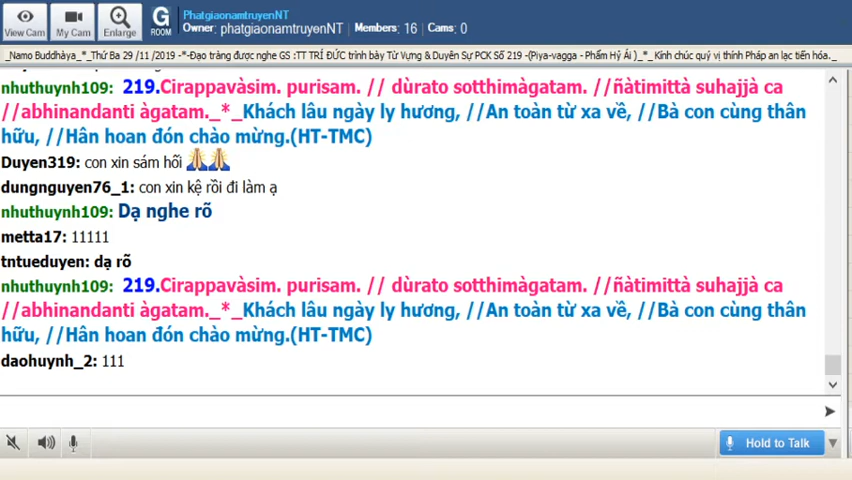 PhatgiaonamtruyenNT
Owner: phatgiaonamtruyenNT Members: 16 Cams: 0
View Cam My Cam Enlarge G ROOM
_Namo Buddhàya_*_Thứ Ba 29 /11 /2019 -*-Đạo tràng được nghe GS :TT TRÍ ĐỨC trình bày Từ Vựng & Duyên Sự PCK Số 219 -(Piya-vagga - Phẩm Hỷ Ái )_*_ Kính chúc quý vị thính Pháp an lạc tiến hóa._
nhuthuynh109: 219.Cirappavàsim. purisam. // dùrato sotthimàgatam. //ñàtimittà suhajjà ca
//abhinandanti àgatam._*_Khách lâu ngày ly hương, //An toàn từ xa về, //Bà con cùng thân
hữu, //Hân hoan đón chào mừng.(HT-TMC)
Duyen319: con xin sám hối 🙏🙏
dungnguyen76_1: con xin kệ rồi đi làm ạ
nhuthuynh109: Dạ nghe rõ
metta17: 11111
tntueduyen: dạ rõ
nhuthuynh109: 219.Cirappavàsim. purisam. // dùrato sotthimàgatam. //ñàtimittà suhajjà ca
//abhinandanti àgatam._*_Khách lâu ngày ly hương, //An toàn từ xa về, //Bà con cùng thân
hữu, //Hân hoan đón chào mừng.(HT-TMC)
daohuynh_2: 111
Hold to Talk